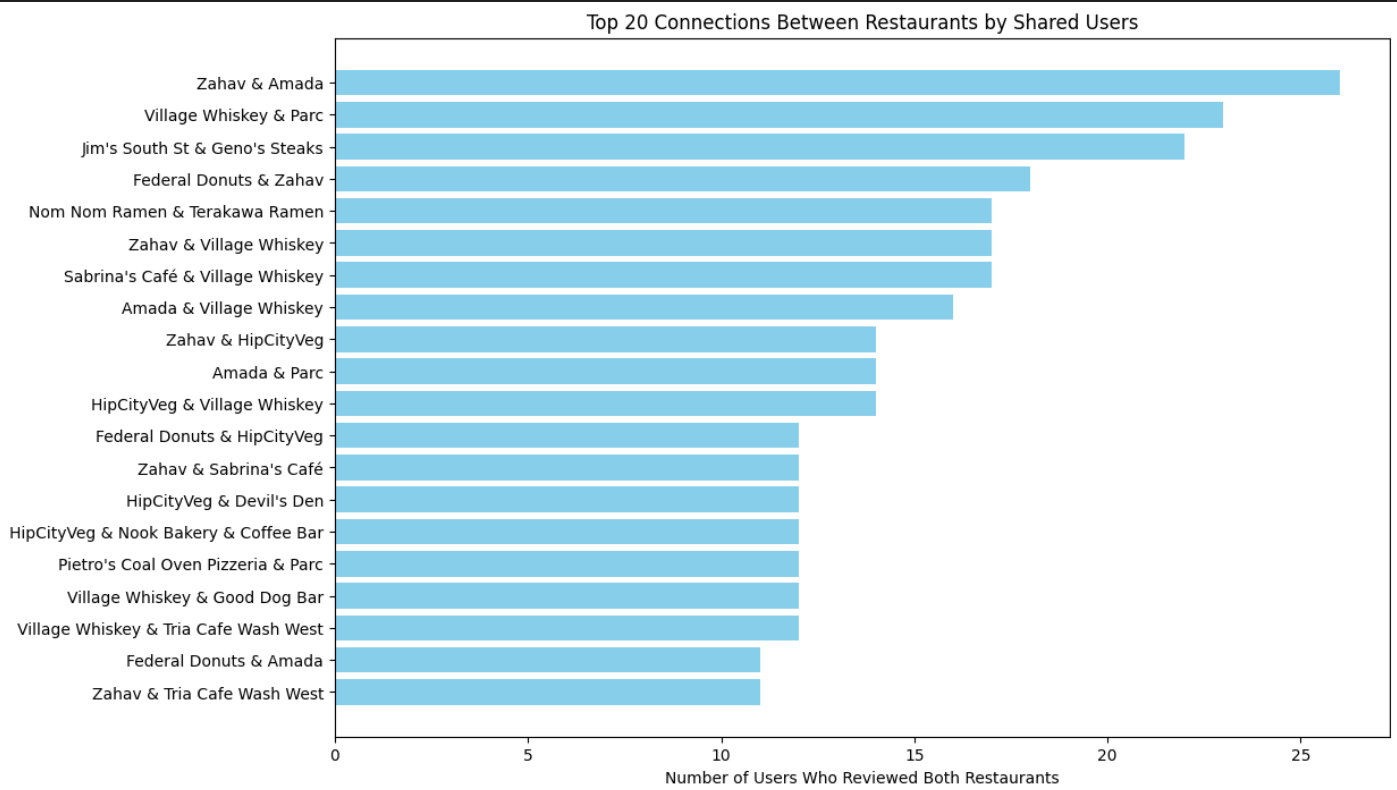 Top 20 Connections Between Restaurants by Shared Users
Zahav & Amada
Village Whiskey & Parc
Jim's South St & Geno's Steaks
Federal Donuts & Zahav
Nom Nom Ramen & Terakawa Ramen
Zahav & Village Whiskey
Sabrina's Café & Village Whiskey
Amada & Village Whiskey
Zahav & HipCityVeg
Amada & Parc
HipCityVeg & Village Whiskey
Federal Donuts & HipCityVeg
Zahav & Sabrina's Café
HipCityVeg & Devil's Den
HipCityVeg & Nook Bakery & Coffee Bar
Pietro's Coal Oven Pizzeria & Parc
Village Whiskey & Good Dog Bar
Village Whiskey & Tria Cafe Wash West
Federal Donuts & Amada
Zahav & Tria Cafe Wash West
0 5 10 15 20 25
Number of Users Who Reviewed Both Restaurants